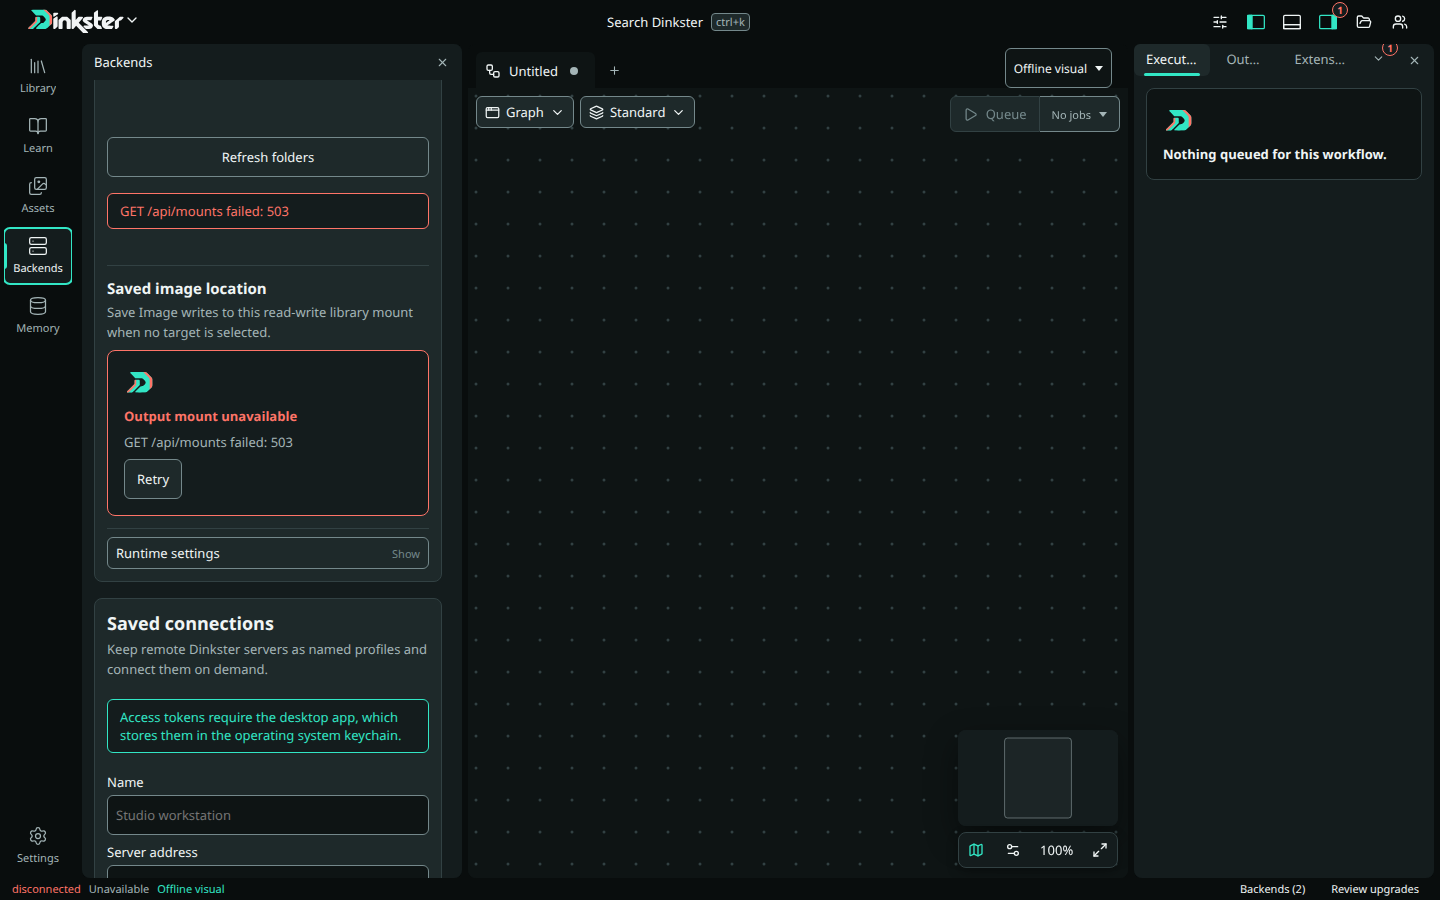 Dinkster
Search Dinkster ctrl+k
1
Library
Learn
Assets
Backends
Memory
Settings
Backends
Refresh folders
GET /api/mounts failed: 503
Saved image location
Save Image writes to this read-write library mount
when no target is selected.
Output mount unavailable
GET /api/mounts failed: 503
Retry
Runtime settings Show
Saved connections
Keep remote Dinkster servers as named profiles and
connect them on demand.
Access tokens require the desktop app, which
stores them in the operating system keychain.
Name
Studio workstation
Server address
Untitled
Offline visual
Graph Standard
Queue No jobs
100%
Execut... Out... Extens... 1
Nothing queued for this workflow.
disconnected Unavailable Offline visual
Backends (2) Review upgrades